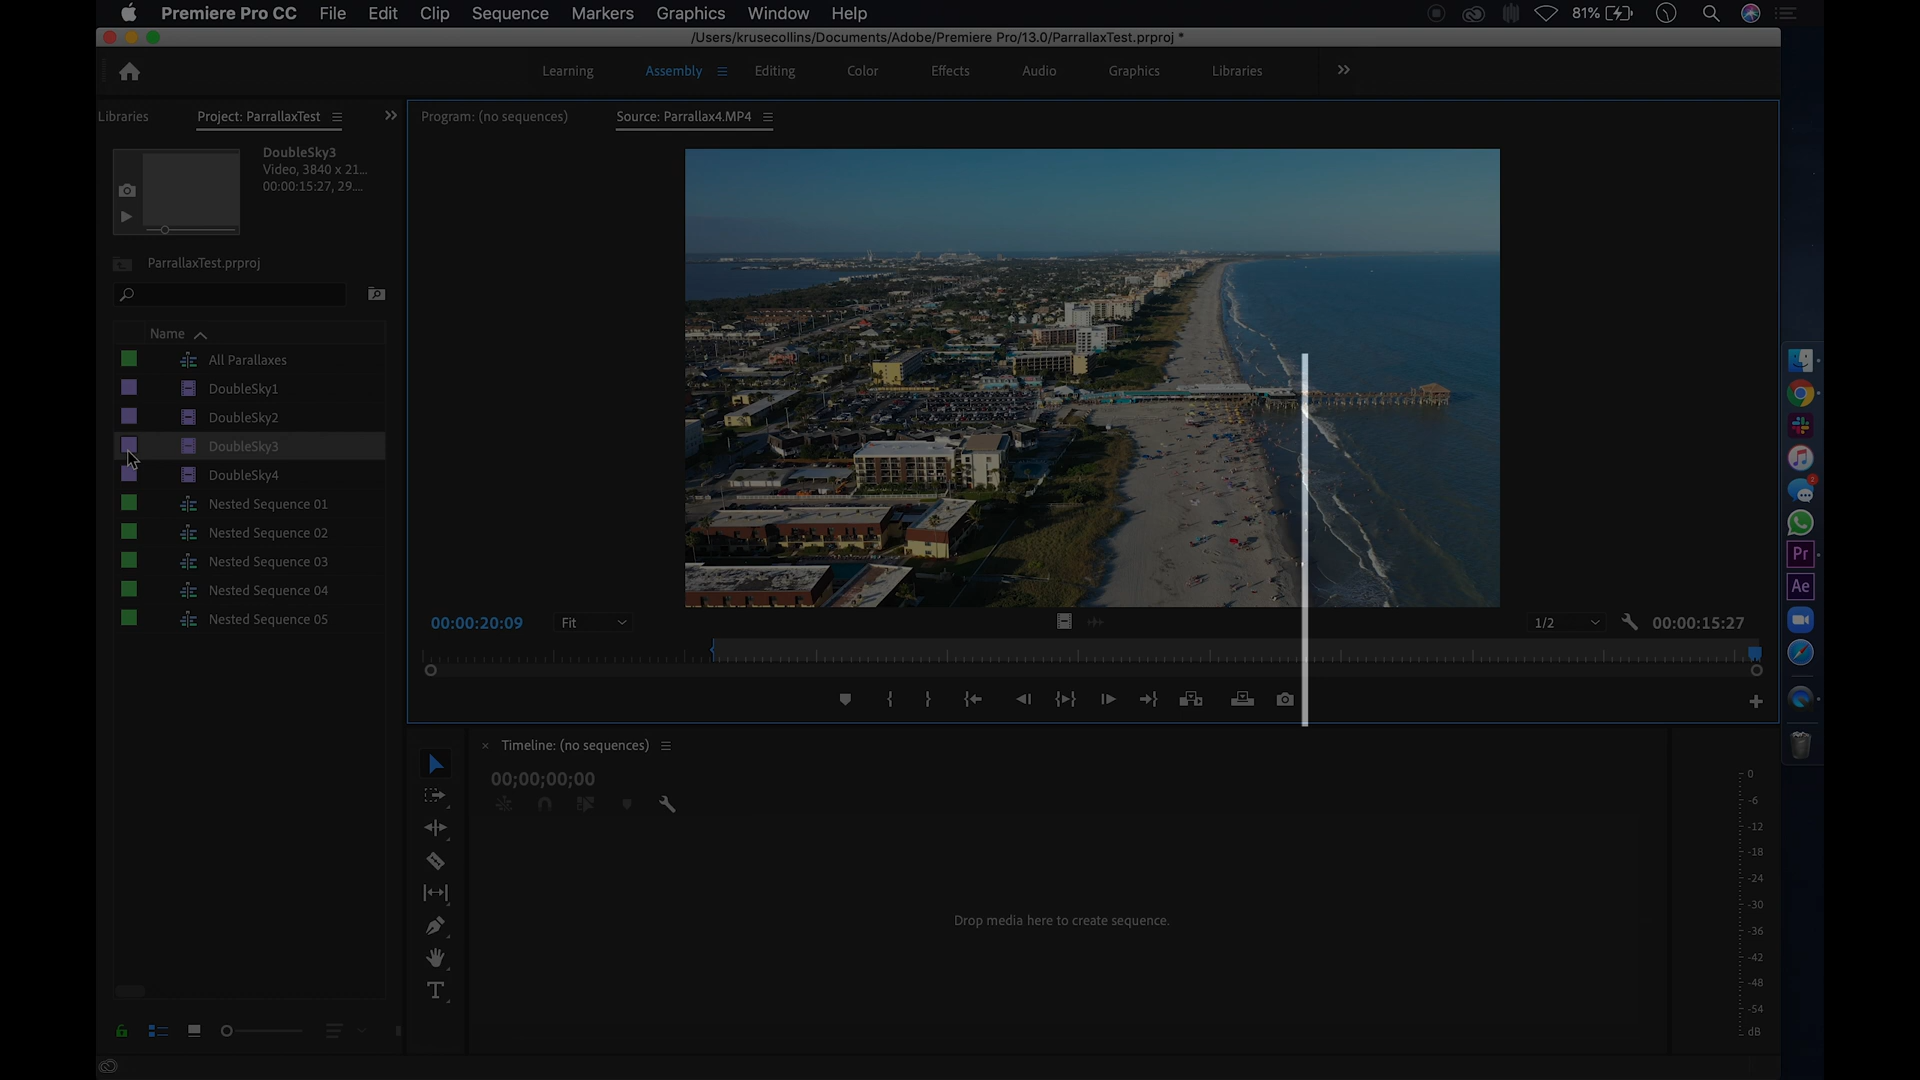 Premiere Pro CC File Edit Clip Sequence Markers Graphics Window Help 81%
/Users/krusecollins/Documents/Adobe/Premiere Pro/13.0/ParrallaxTest.prproj *
Learning Assembly Editing Color Effects Audio Graphics Libraries
Libraries Project: ParrallaxTest
Program: (no sequences) Source: Parrallax4.MP4
DoubleSky3
Video, 3840 x 21...
00:00:15:27, 29....
ParrallaxTest.prproj
Name
All Parallaxes
DoubleSky1
DoubleSky2
DoubleSky3
DoubleSky4
Nested Sequence 01
Nested Sequence 02
Nested Sequence 03
Nested Sequence 04
Nested Sequence 05
00:00:20:09 Fit 1/2 00:00:15:27
Timeline: (no sequences)
00;00;00;00
Drop media here to create sequence.
0
-6
-12
-18
-24
-30
-36
-42
-48
-54
dB
2
Pr
Ae
T